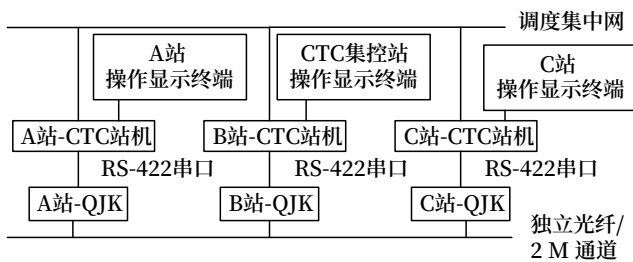 调度集中网
A站
操作显示终端
CTC集控站
操作显示终端
C站
操作显示终端
A站-CTC站机
B站-CTC站机
C站-CTC站机
RS-422串口
RS-422串口
RS-422串口
A站-QJK
B站-QJK
C站-QJK
独立光纤/
2 M 通道